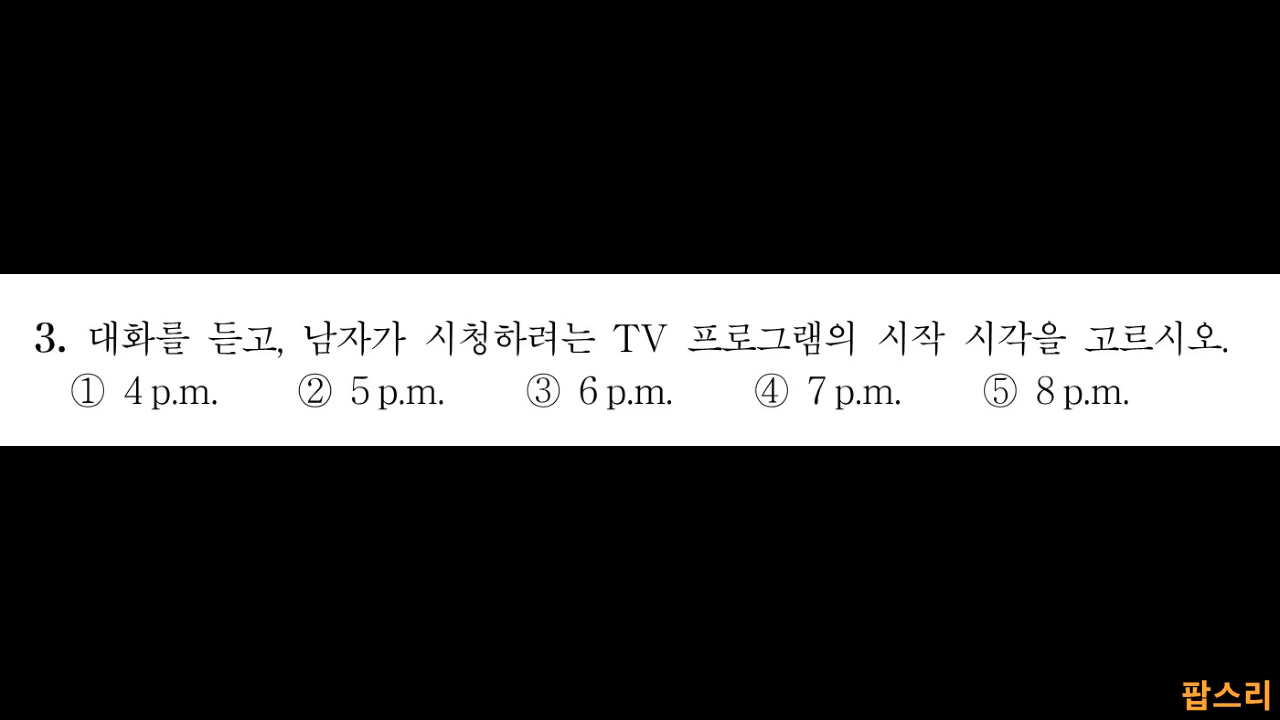 3. 대화를 듣고, 남자가 시청하려는 TV 프로그램의 시작 시각을 고르시오.
① 4 p.m. ② 5 p.m. ③ 6 p.m. ④ 7 p.m. ⑤ 8 p.m.
팝스리